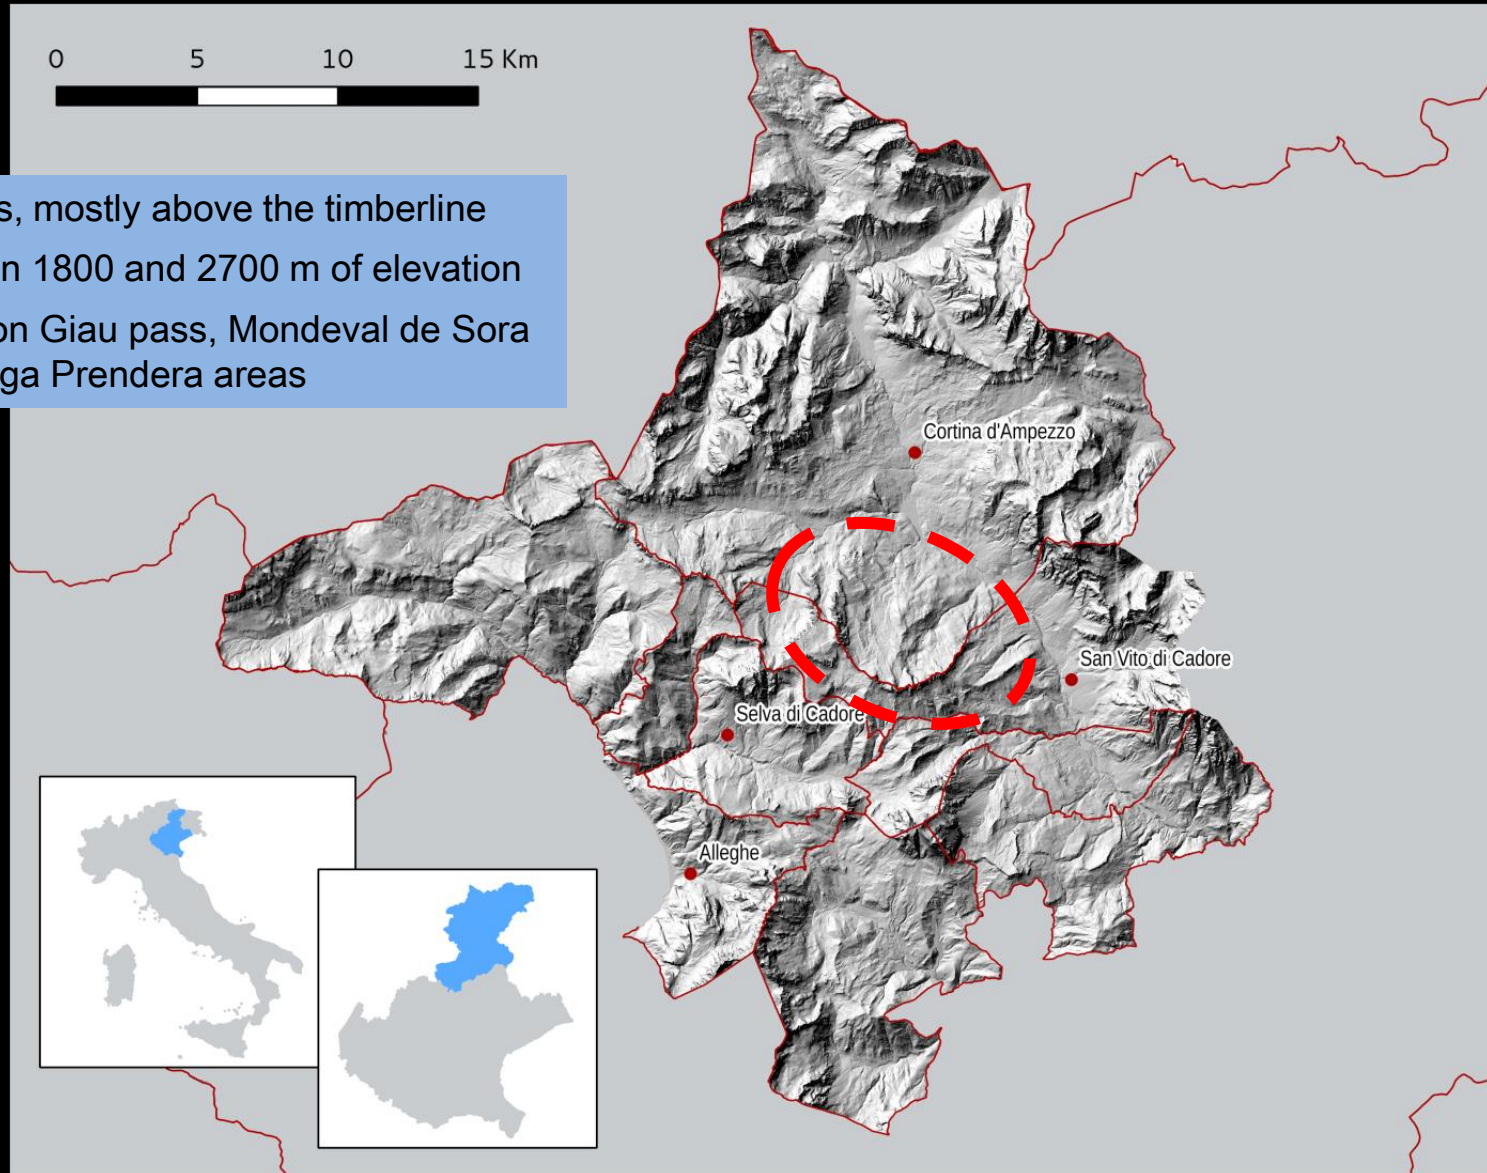 0 5 10 15 Km
s, mostly above the timberline
n 1800 and 2700 m of elevation
on Giau pass, Mondeval de Sora
ga Prendera areas
Cortina d'Ampezzo
San Vito di Cadore
Selva di Cadore
Alleghe